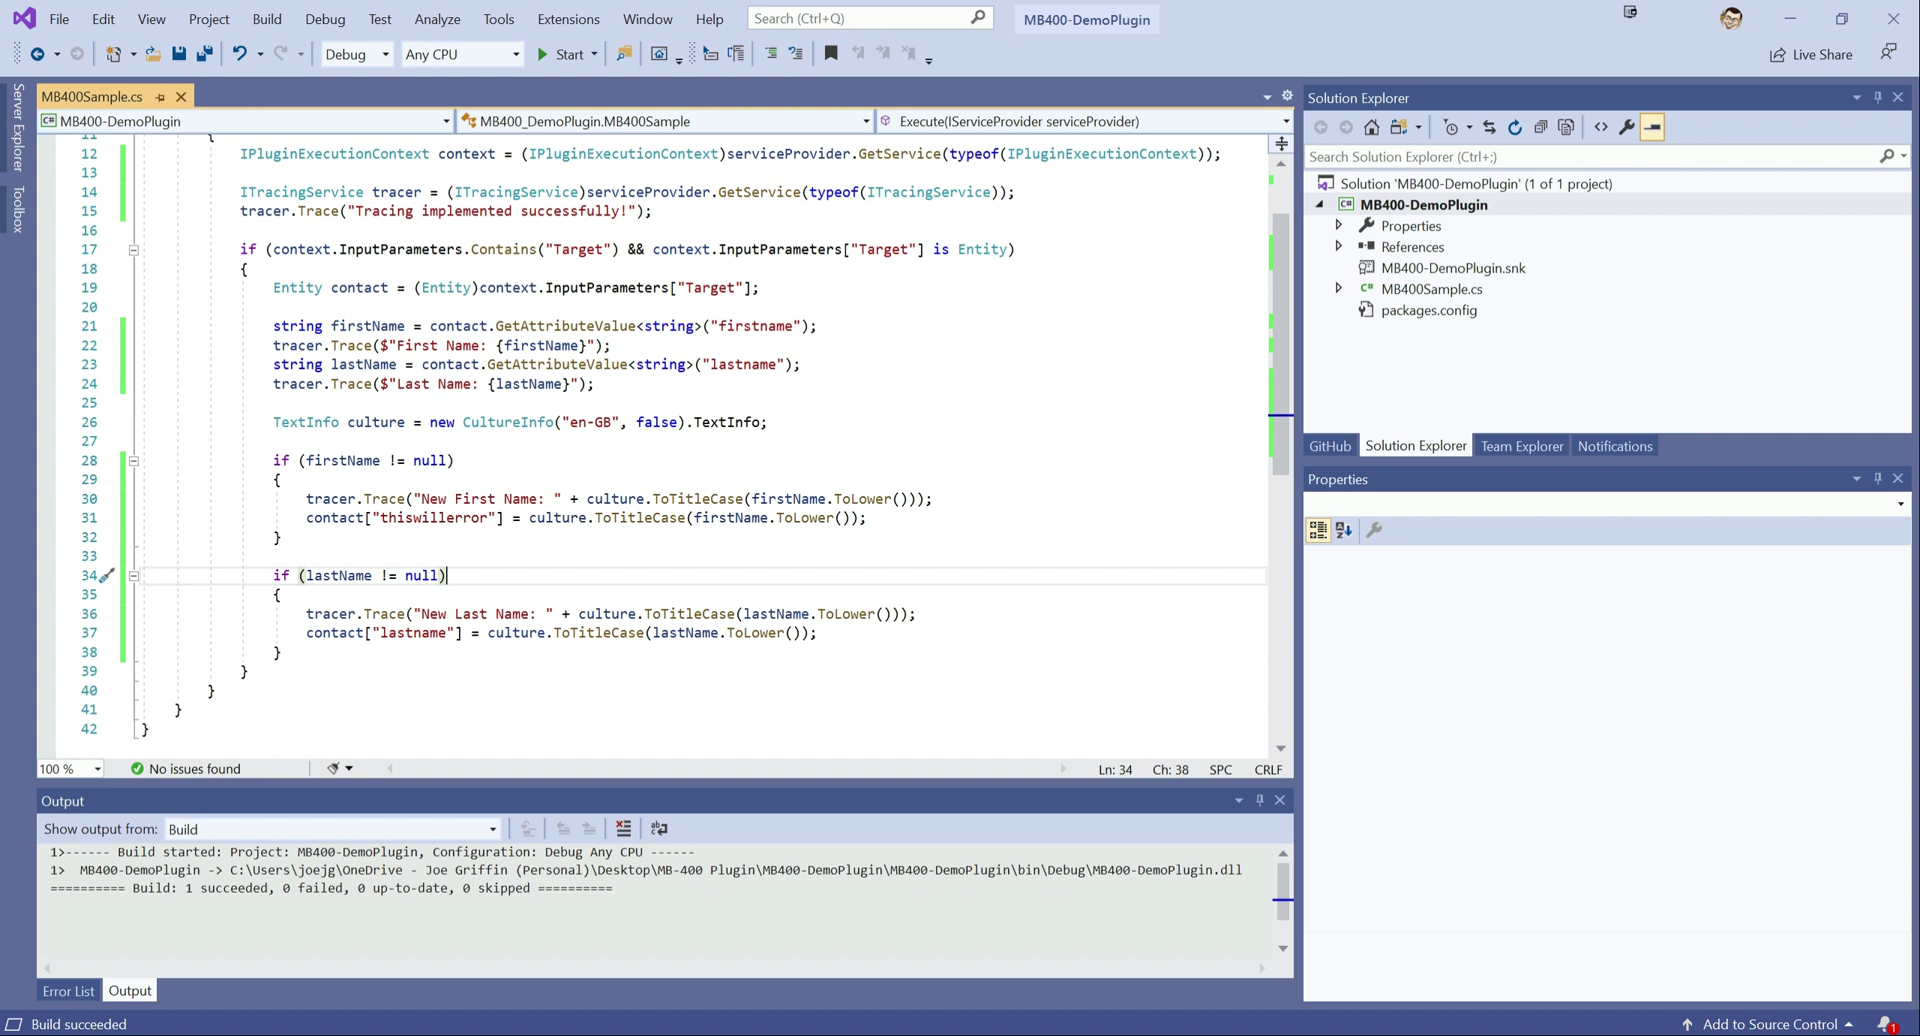 File Edit View Project Build Debug Test Analyze Tools Extensions Window Help Search (Ctrl+Q) MB400-DemoPlugin
Debug Any CPU Start Live Share
Server Explorer
Toolbox
MB400Sample.cs
MB400-DemoPlugin MB400_DemoPlugin.MB400Sample Execute(IServiceProvider serviceProvider)
11 {
12 IPluginExecutionContext context = (IPluginExecutionContext)serviceProvider.GetService(typeof(IPluginExecutionContext));
13
14 ITracingService tracer = (ITracingService)serviceProvider.GetService(typeof(ITracingService));
15 tracer.Trace("Tracing implemented successfully!");
16
17 if (context.InputParameters.Contains("Target") && context.InputParameters["Target"] is Entity)
18 {
19 Entity contact = (Entity)context.InputParameters["Target"];
20
21 string firstName = contact.GetAttributeValue<string>("firstname");
22 tracer.Trace($"First Name: {firstName}");
23 string lastName = contact.GetAttributeValue<string>("lastname");
24 tracer.Trace($"Last Name: {lastName}");
25
26 TextInfo culture = new CultureInfo("en-GB", false).TextInfo;
27
28 if (firstName != null)
29 {
30 tracer.Trace("New First Name: " + culture.ToTitleCase(firstName.ToLower()));
31 contact["thiswillerror"] = culture.ToTitleCase(firstName.ToLower());
32 }
33
34 if (lastName != null)
35 {
36 tracer.Trace("New Last Name: " + culture.ToTitleCase(lastName.ToLower()));
37 contact["lastname"] = culture.ToTitleCase(lastName.ToLower());
38 }
39 }
40 }
41 }
42 }
100 % No issues found Ln: 34 Ch: 38 SPC CRLF
Output
Show output from: Build
1>------ Build started: Project: MB400-DemoPlugin, Configuration: Debug Any CPU ------
1> MB400-DemoPlugin -> C:\Users\joejg\OneDrive - Joe Griffin (Personal)\Desktop\MB-400 Plugin\MB400-DemoPlugin\MB400-DemoPlugin\bin\Debug\MB400-DemoPlugin.dll
========== Build: 1 succeeded, 0 failed, 0 up-to-date, 0 skipped ==========
Error List Output
Solution Explorer
Search Solution Explorer (Ctrl+;)
Solution 'MB400-DemoPlugin' (1 of 1 project)
C# MB400-DemoPlugin
Properties
References
MB400-DemoPlugin.snk
C# MB400Sample.cs
packages.config
GitHub Solution Explorer Team Explorer Notifications
Properties
Build succeeded Add to Source Control 1